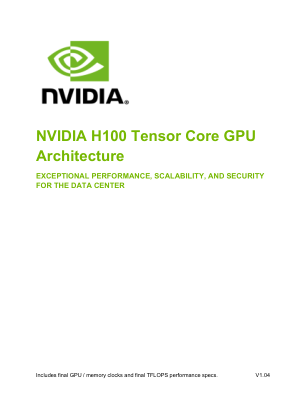 NVIDIA®
NVIDIA H100 Tensor Core GPU
Architecture
EXCEPTIONAL PERFORMANCE, SCALABILITY, AND SECURITY
FOR THE DATA CENTER
Includes final GPU / memory clocks and final TFLOPS performance specs. V1.04